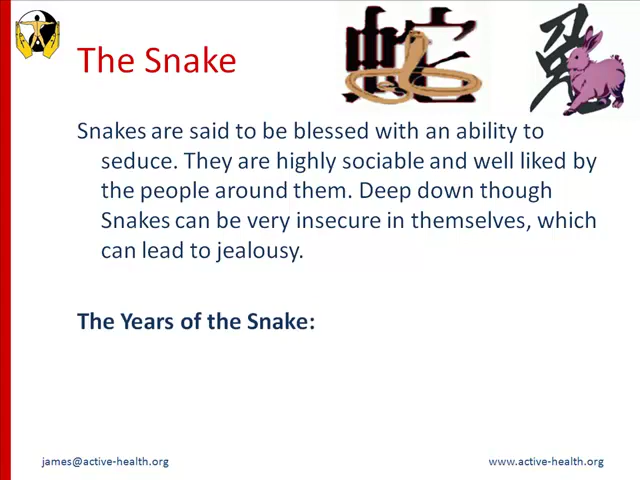 The Snake
蛇
Snakes are said to be blessed with an ability to
seduce. They are highly sociable and well liked by
the people around them. Deep down though
Snakes can be very insecure in themselves, which
can lead to jealousy.
The Years of the Snake:
james@active-health.org
www.active-health.org